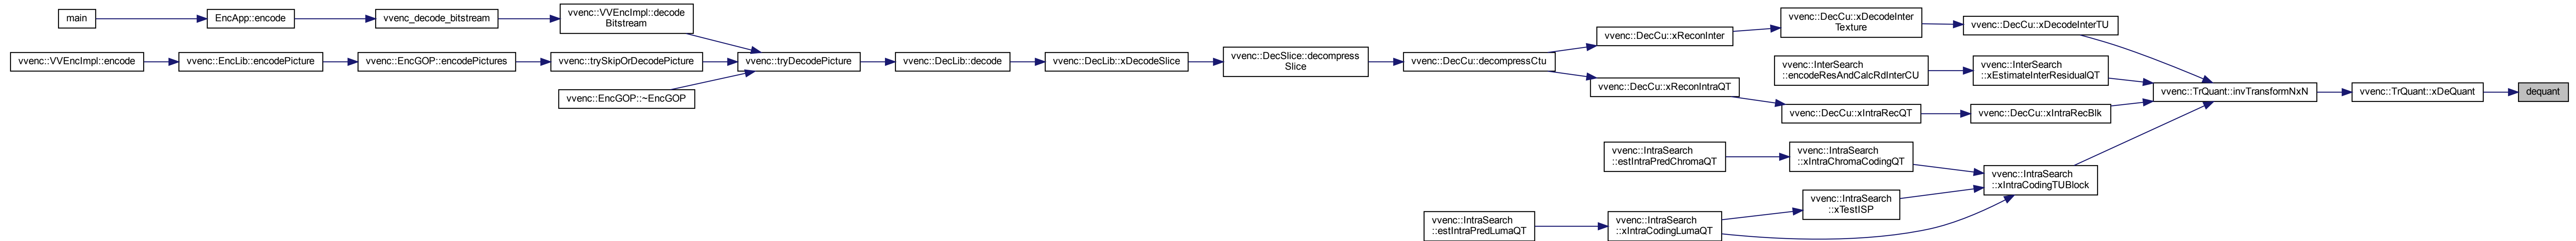 main
EncApp::encode
vvenc_decode_bitstream
vvenc::VVEncImpl::decode
Bitstream
vvenc::DecCu::xDecodeInter
Texture
vvenc::DecCu::xDecodeInterTU
vvenc::DecCu::xReconInter
vvenc::VVEncImpl::encode
vvenc::EncLib::encodePicture
vvenc::EncGOP::encodePictures
vvenc::trySkipOrDecodePicture
vvenc::tryDecodePicture
vvenc::DecLib::decode
vvenc::DecLib::xDecodeSlice
vvenc::DecSlice::decompress
Slice
vvenc::DecCu::decompressCtu
vvenc::InterSearch
::encodeResAndCalcRdInterCU
vvenc::InterSearch
::xEstimateInterResidualQT
vvenc::EncGOP::~EncGOP
vvenc::DecCu::xReconIntraQT
vvenc::TrQuant::invTransformNxN
vvenc::TrQuant::xDeQuant
dequant
vvenc::DecCu::xIntraRecQT
vvenc::DecCu::xIntraRecBlk
vvenc::IntraSearch
::estIntraPredChromaQT
vvenc::IntraSearch
::xIntraChromaCodingQT
vvenc::IntraSearch
::xIntraCodingTUBlock
vvenc::IntraSearch
::xTestISP
vvenc::IntraSearch
::estIntraPredLumaQT
vvenc::IntraSearch
::xIntraCodingLumaQT